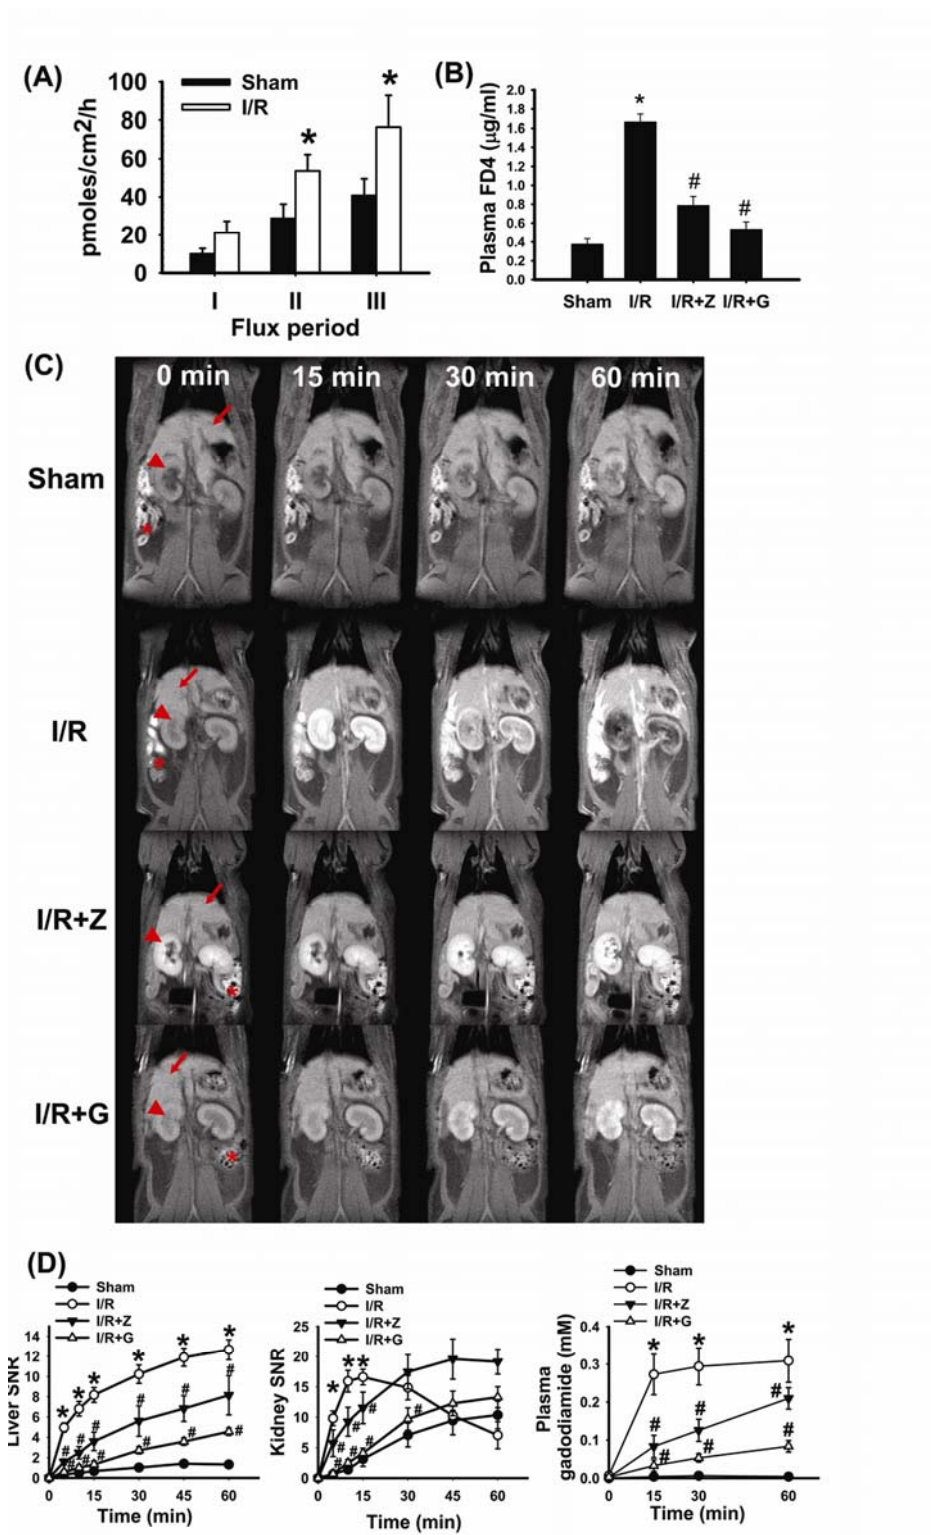 (A)
Sham
I/R
pmoles/cm2/h
100
80
60
40
20
0
*
*
I
II
III
Flux period
(B)
Plasma FD4 (µg/ml)
2.0
1.8
1.6
1.4
1.2
1.0
0.8
0.6
0.4
0.2
0.0
*
#
#
Sham
I/R
I/R+Z
I/R+G
(C)
0 min
15 min
30 min
60 min
Sham
*
I/R
*
I/R+Z
*
I/R+G
*
(D)
Sham
I/R
I/R+Z
I/R+G
Liver SNR
14
12
10
8
6
4
2
0
* * * * * *
# # # # # #
# # # # # #
0 15 30 45 60
Time (min)
Sham
I/R
I/R+Z
I/R+G
Kidney SNR
25
20
15
10
5
0
* * *
# # #
# # # #
0 15 30 45 60
Time (min)
Sham
I/R
I/R+Z
I/R+G
Plasma
gadodiamide (mM)
0.4
0.3
0.2
0.1
0.0
* * *
# # #
# # #
0 15 30 45 60
Time (min)